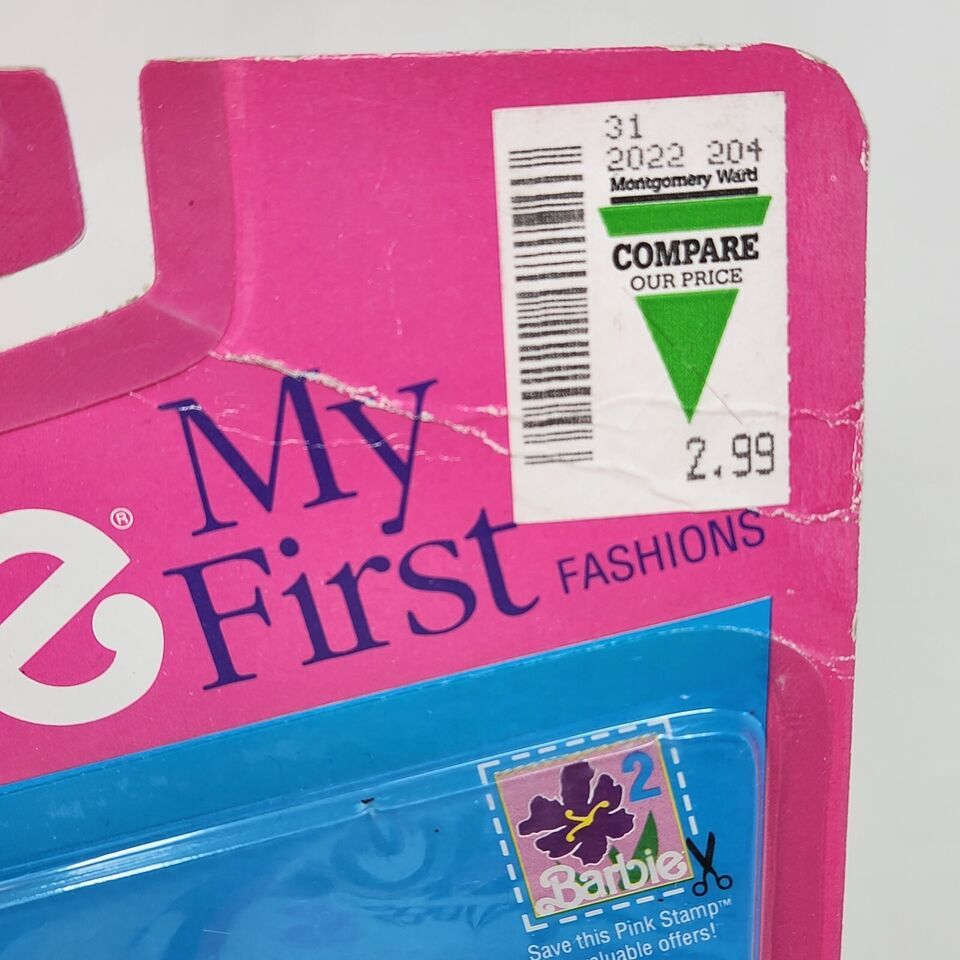 31
2022 204
Montgomery Ward
COMPARE
OUR PRICE
2.99
e®
My
First FASHIONS
2
Barbie
Save this Pink Stamp™
offers!